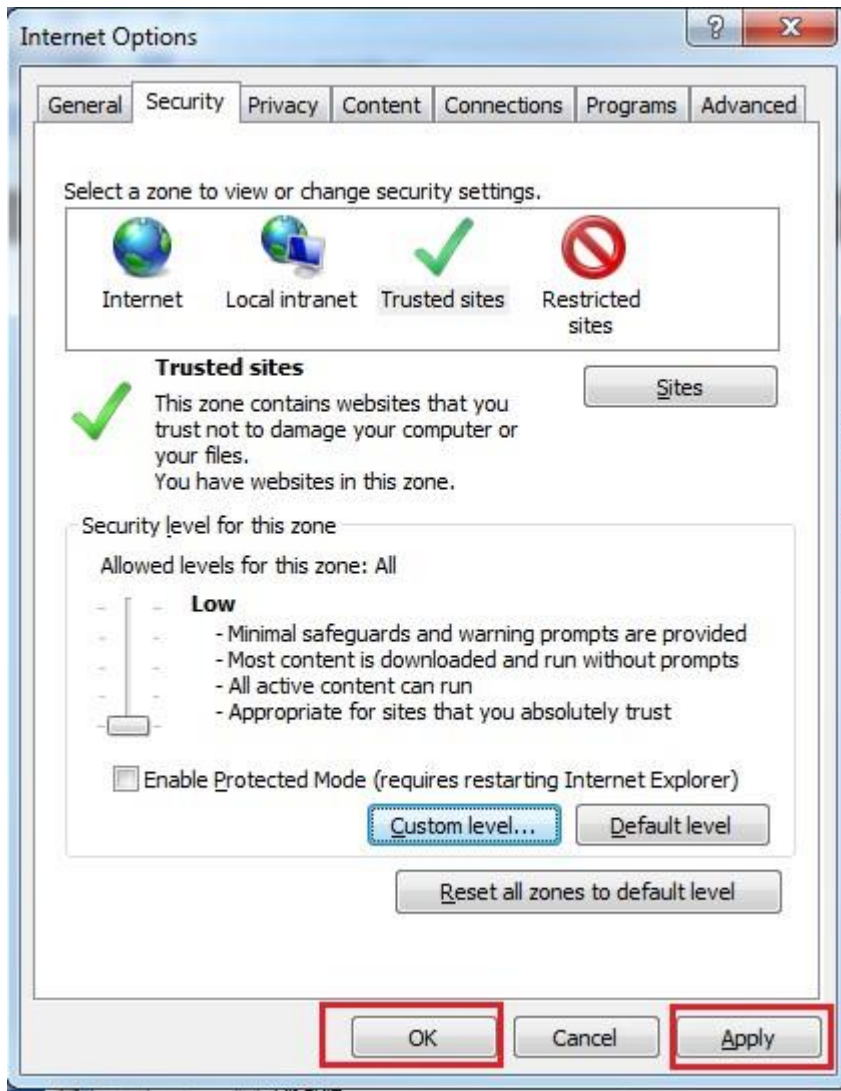 Internet Options
General Security Privacy Content Connections Programs Advanced
Select a zone to view or change security settings.
Internet Local intranet Trusted sites Restricted
sites
Trusted sites
Sites
This zone contains websites that you
trust not to damage your computer or
your files.
You have websites in this zone.
Security level for this zone
Allowed levels for this zone: All
Low
- Minimal safeguards and warning prompts are provided
- Most content is downloaded and run without prompts
- All active content can run
- Appropriate for sites that you absolutely trust
Enable Protected Mode (requires restarting Internet Explorer)
Custom level... Default level
Reset all zones to default level
OK Cancel Apply